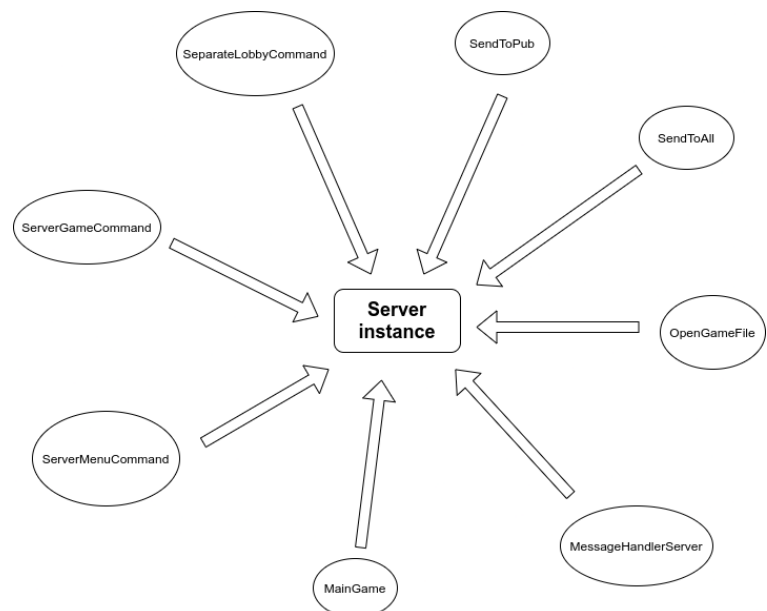 SeparateLobbyCommand
SendToPub
SendToAll
ServerGameCommand
Server
instance
OpenGameFile
ServerMenuCommand
MessageHandlerServer
MainGame